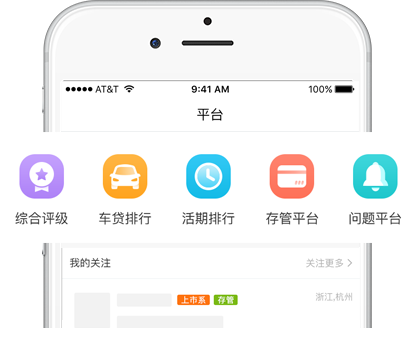 AT&T 9:41 AM 100%
平台
综合评级 车贷排行 活期排行 存管平台 问题平台
我的关注 关注更多
上市系 存管 浙江,杭州